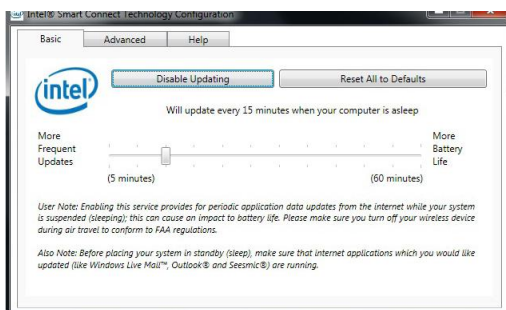 Intel® Smart Connect Technology Configuration
Basic Advanced Help
intel
Disable Updating Reset All to Defaults
Will update every 15 minutes when your computer is asleep
More Frequent Updates
More Battery Life
(5 minutes) (60 minutes)
User Note: Enabling this service provides for periodic application data updates from the internet while your system
is suspended (sleeping); this can cause an impact to battery life. Please make sure you turn off your wireless device
during air travel to conform to FAA regulations.
Also Note: Before placing your system in standby (sleep), make sure that internet applications which you would like
updated (like Windows Live Mail™, Outlook® and Seesmic®) are running.